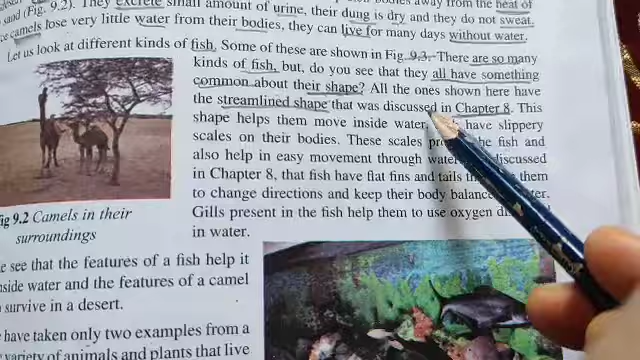 sand (Fig. 9.2). They excrete small amount of urine, their dung is dry and they do not sweat.
camels lose very little water from their bodies, they can live for many days without water.
Let us look at different kinds of fish. Some of these are shown in Fig 9.3. There are so many
kinds of fish, but, do you see that they all have something
common about their shape? All the ones shown here have
the streamlined shape that was discussed in Chapter 8. This
shape helps them move inside water. have slippery
scales on their bodies. These scales the fish and
also help in easy movement through water. discussed
in Chapter 8, that fish have flat fins and tails them
to change directions and keep their body
Gills present in the fish help them to use oxygen
in water.
Fig 9.2 Camels in their
surroundings
see that the features of a fish help it
inside water and the features of a camel
survive in a desert.
have taken only two examples from a
variety of animals and plants that live